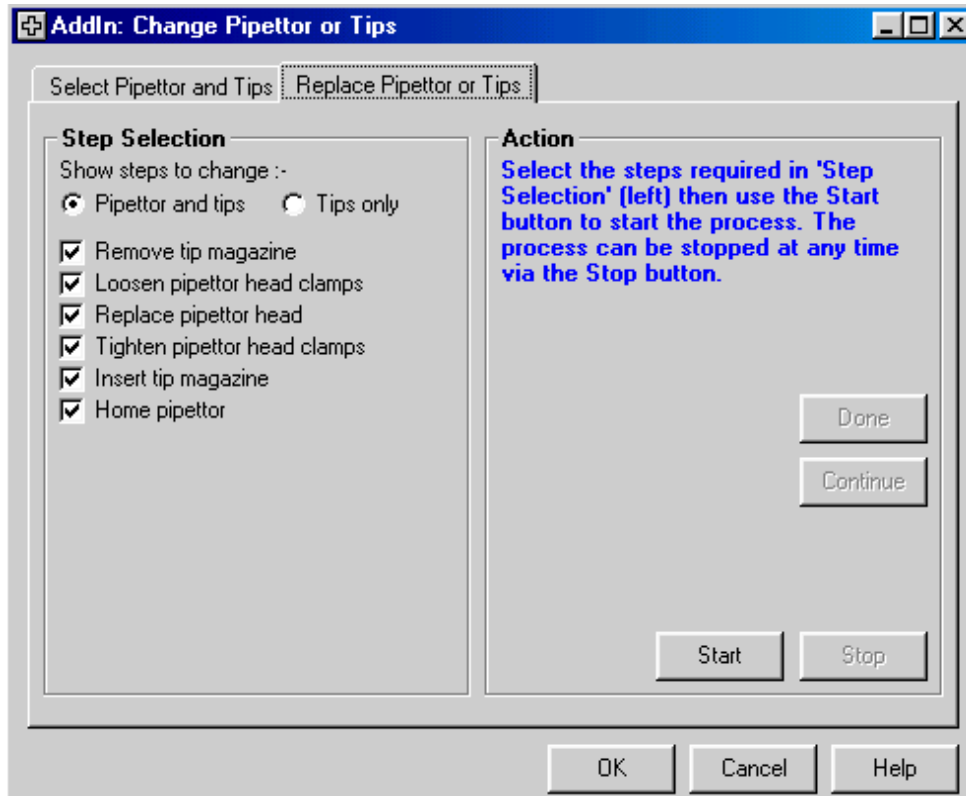 AddIn: Change Pipettor or Tips
Select Pipettor and Tips
Replace Pipettor or Tips
Step Selection
Show steps to change :-
Pipettor and tips
Tips only
Remove tip magazine
Loosen pipettor head clamps
Replace pipettor head
Tighten pipettor head clamps
Insert tip magazine
Home pipettor
Action
Select the steps required in 'Step
Selection' (left) then use the Start
button to start the process. The
process can be stopped at any time
via the Stop button.
Done
Continue
Start
Stop
OK
Cancel
Help